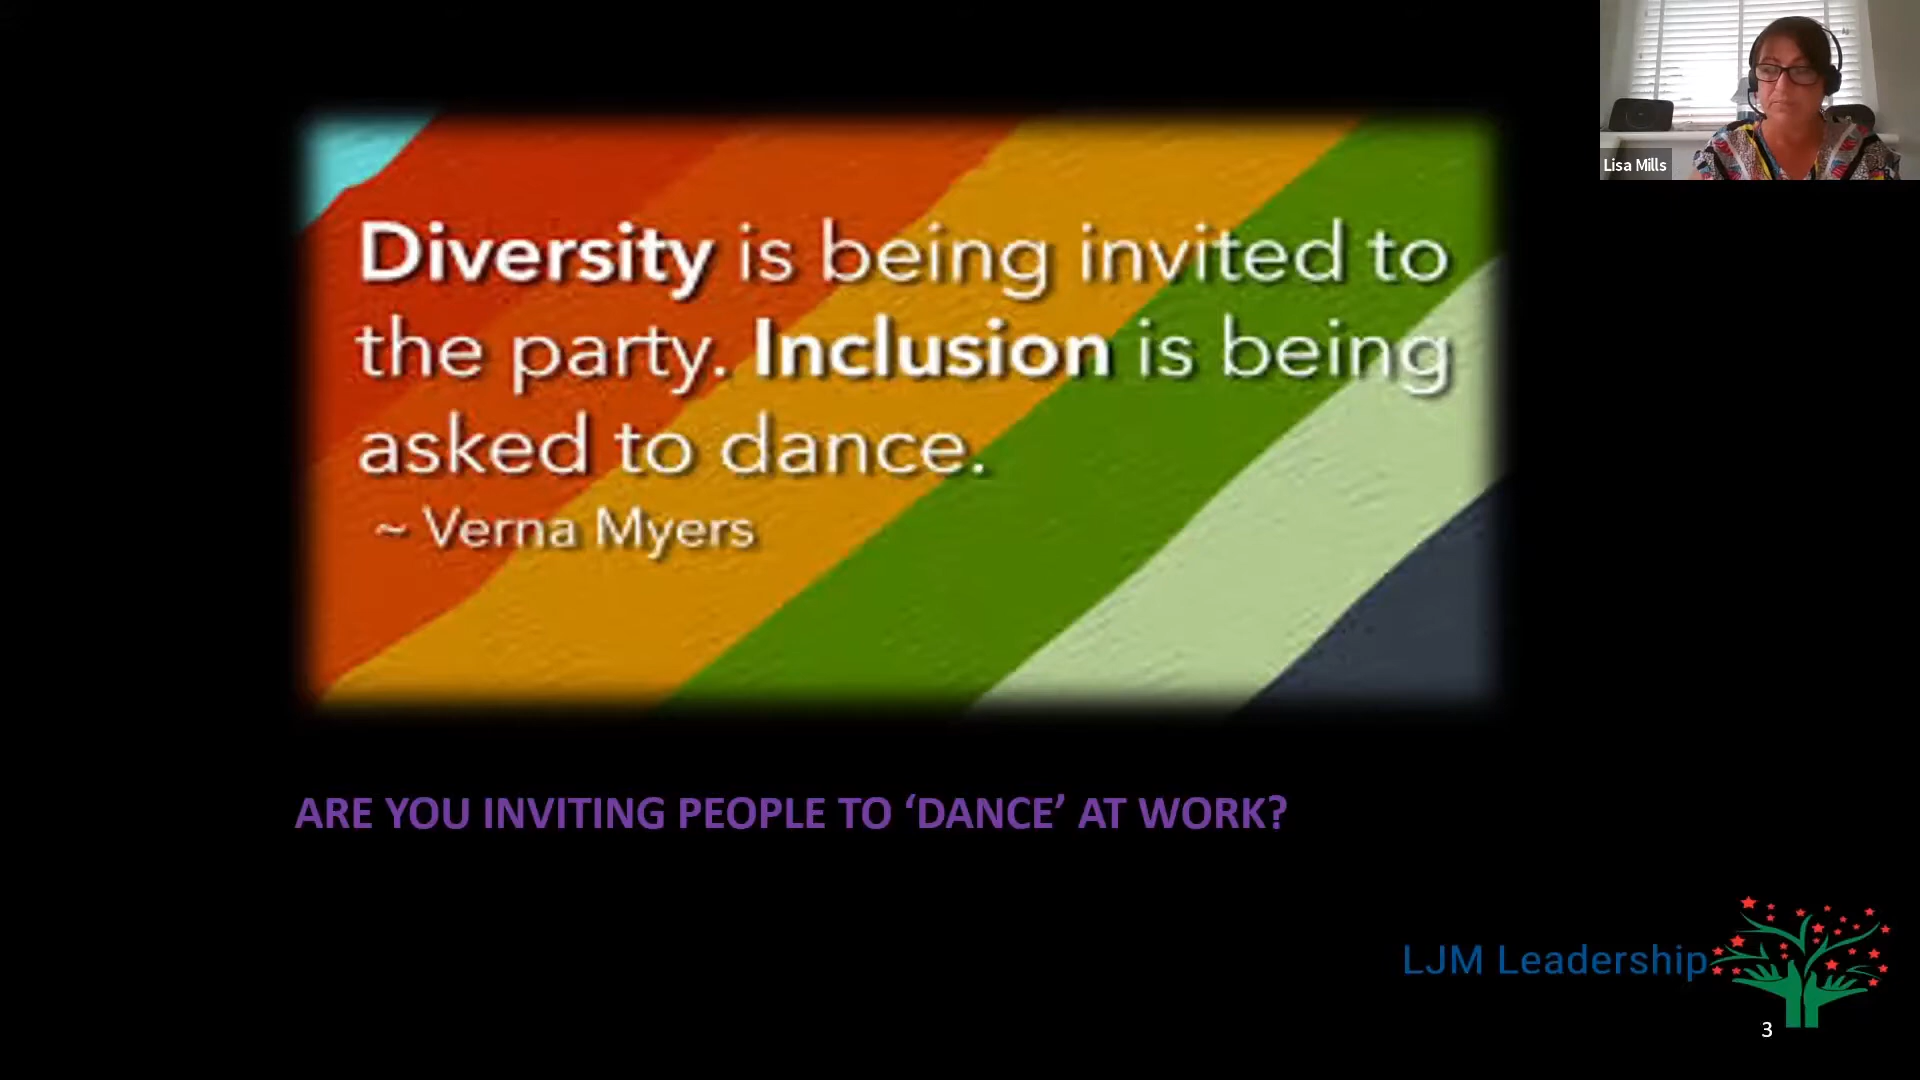 Lisa Mills
Diversity is being invited to
the party. Inclusion is being
asked to dance.
~ Verna Myers
ARE YOU INVITING PEOPLE TO ‘DANCE’ AT WORK?
LJM Leadership
3